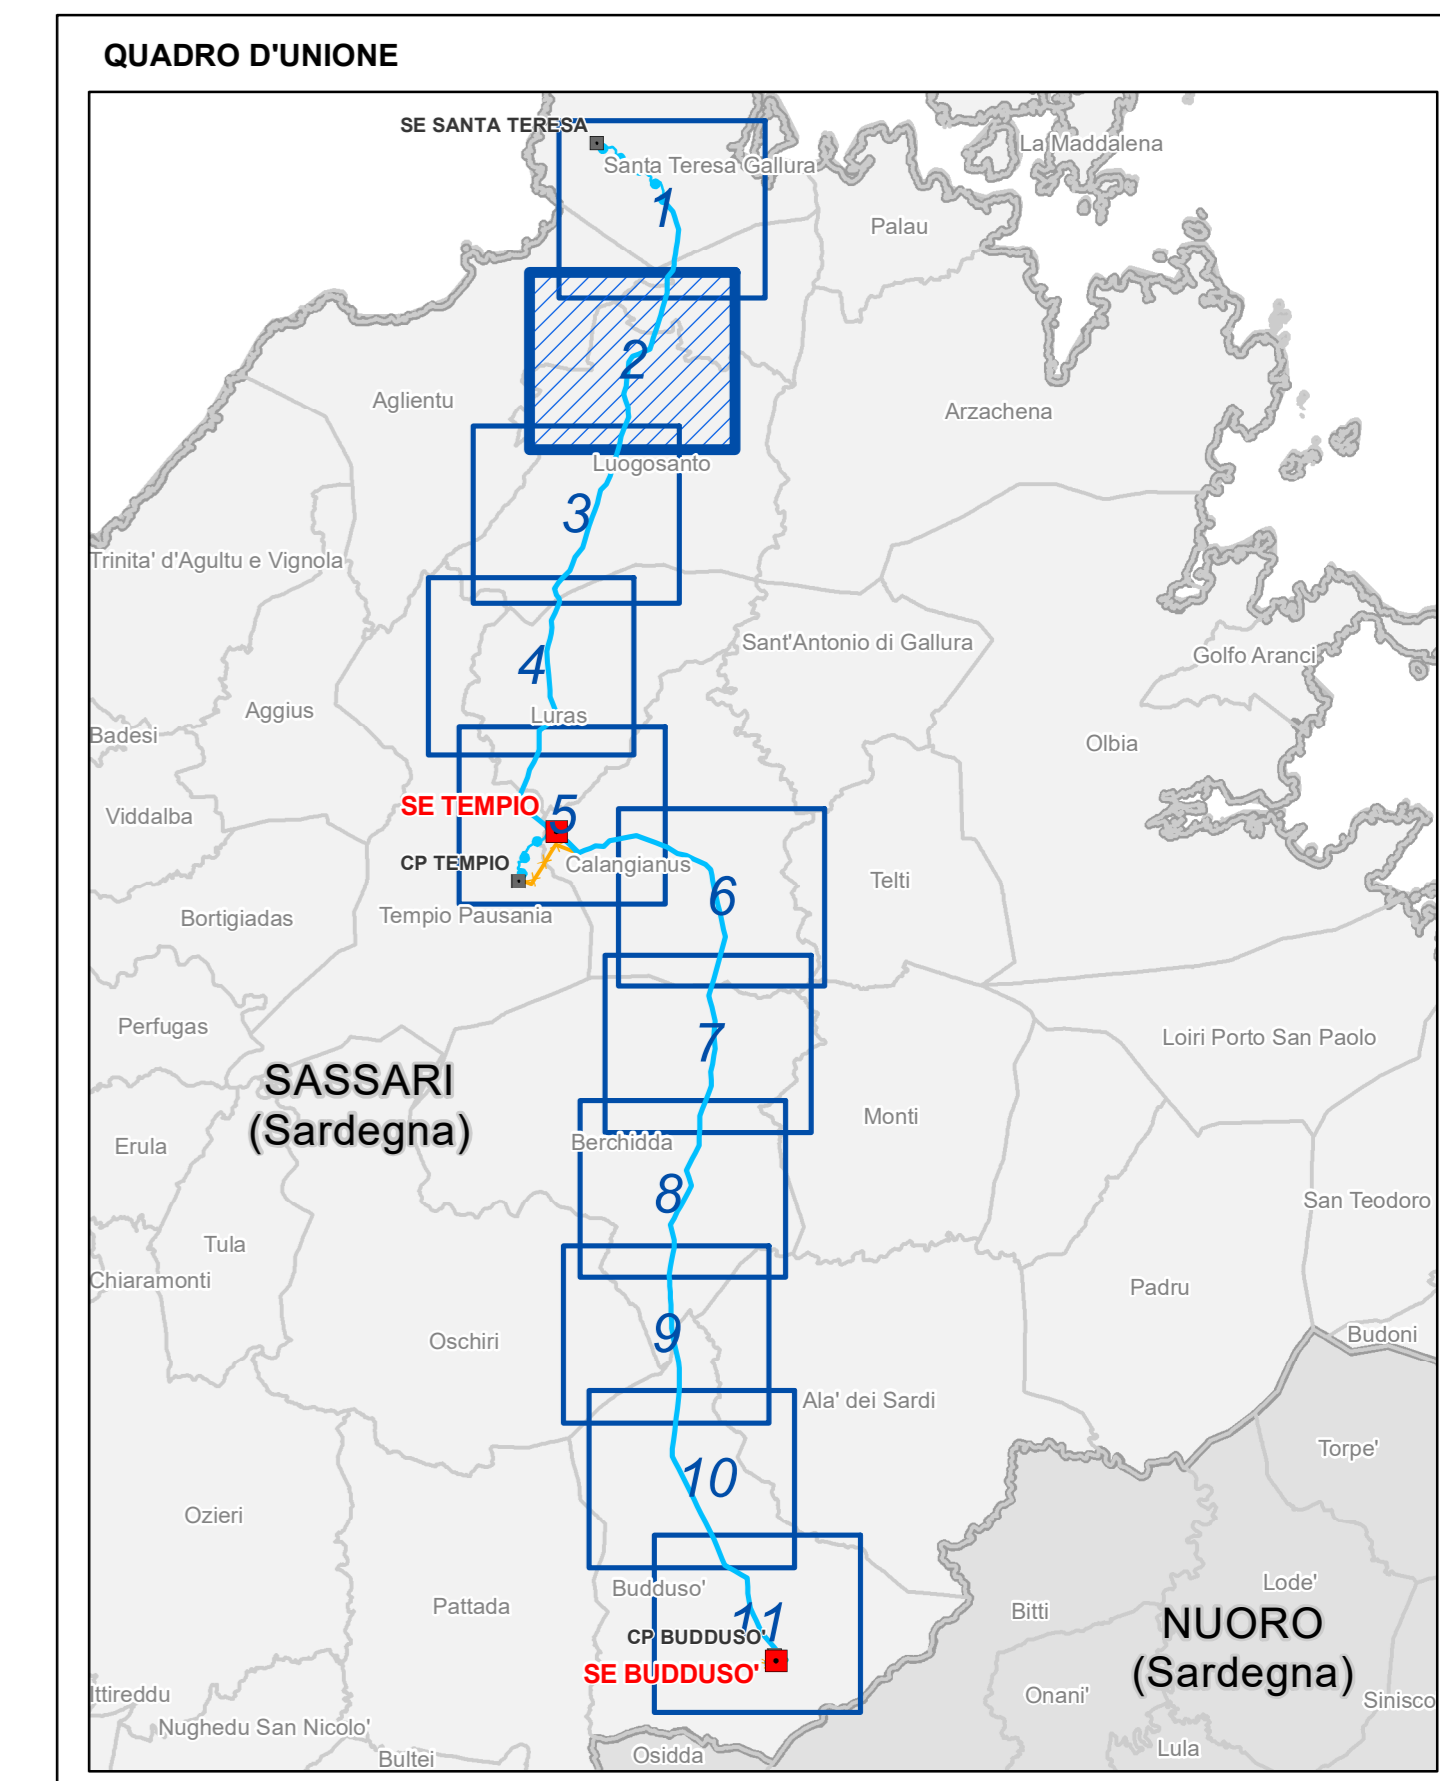 QUADRO D'UNIONE
SE SANTA TERESA
La Maddalena
Santa Teresa Gallura
1
Palau
2
Aglientu
Arzachena
Luogosanto
3
Trinita' d'Agultu e Vignola
Sant'Antonio di Gallura
Golfo Aranci
4
Aggius
Luras
Badesi
Olbia
SE TEMPIO
5
Viddalba
CP TEMPIO
Calangianus
Telti
6
Bortigiadas
Tempio Pausania
Perfugas
Loiri Porto San Paolo
7
SASSARI
(Sardegna)
Monti
Erula
Berchidda
8
San Teodoro
Tula
Chiaramonti
Padru
9
Oschiri
Budoni
Ala' dei Sardi
Torpe'
10
Ozieri
Lode'
Budduso'
Pattada
Bitti
11
NUORO
(Sardegna)
CP BUDDUSO'
SE BUDDUSO'
Ittireddu
Onani'
Sinisco
Nughedu San Nicolo'
Lula
Osidda
Bultei